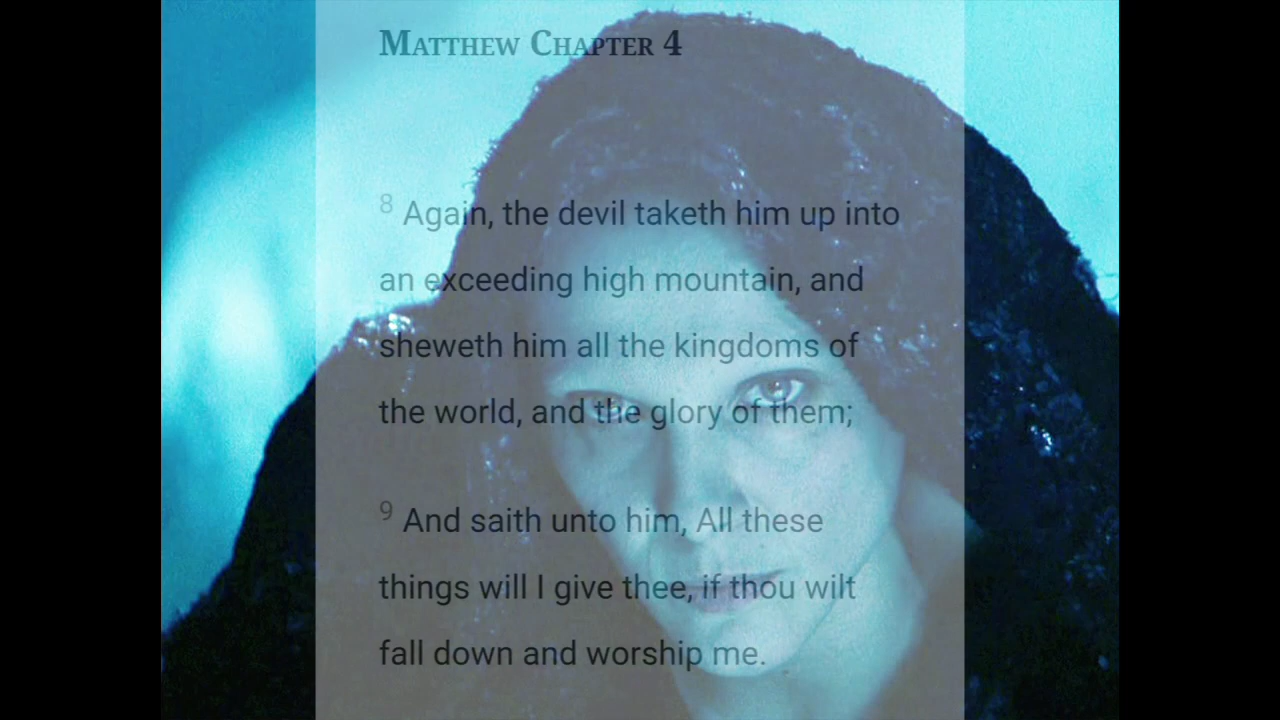 Matthew Chapter 4
8 Again, the devil taketh him up into
an exceeding high mountain, and
sheweth him all the kingdoms of
the world, and the glory of them;
9 And saith unto him, All these
things will I give thee, if thou wilt
fall down and worship me.